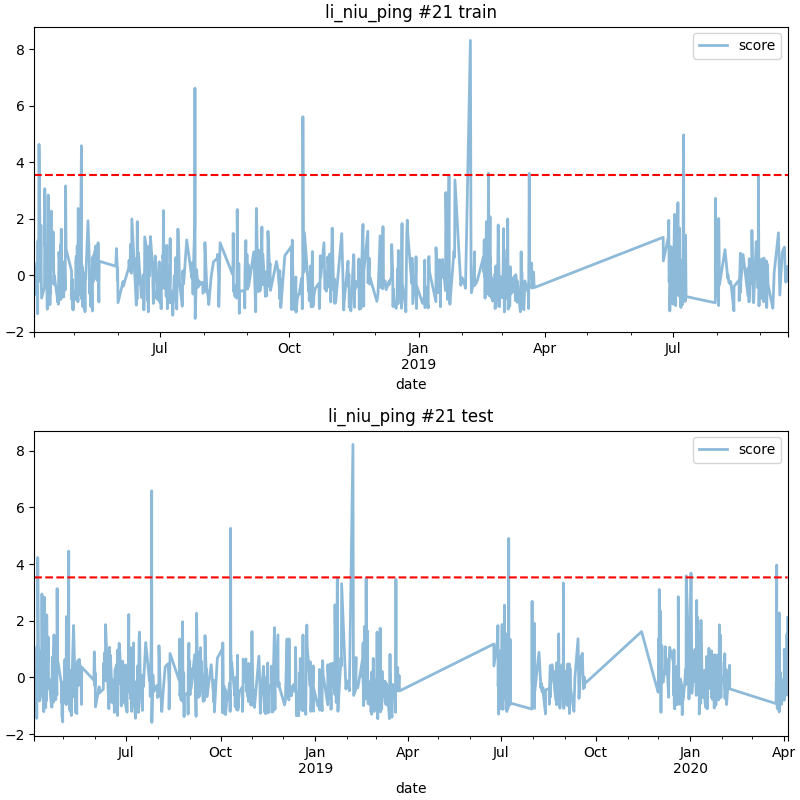 li_niu_ping #21 train
score
8
6
4
2
0
−2
Jul
Oct
Jan
2019
Apr
Jul
date
li_niu_ping #21 test
score
8
6
4
2
0
−2
Jul
Oct
Jan
2019
Apr
Jul
Oct
Jan
2020
Apr
date